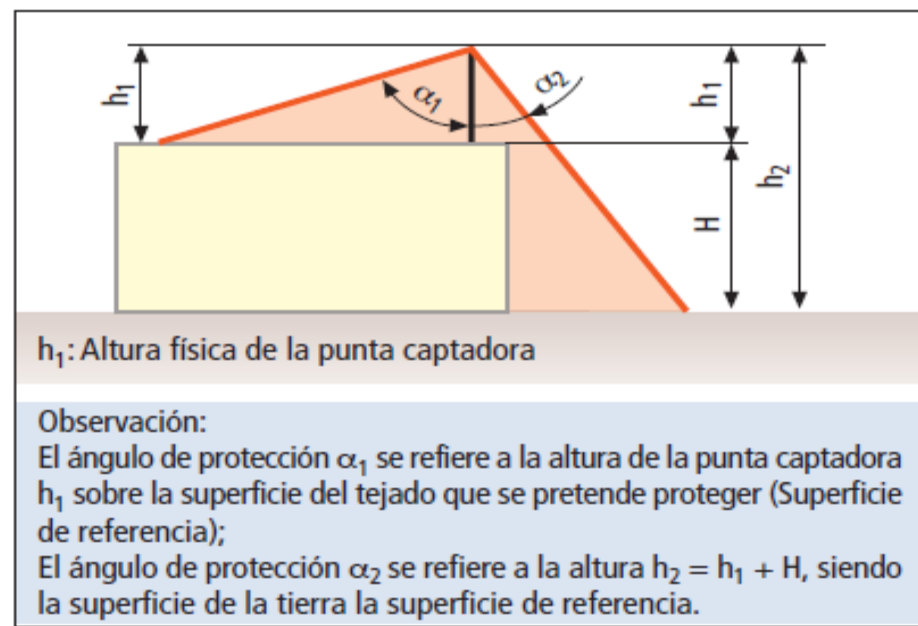 h₁
α₁
α₂
h₁
h₂
H
h₁: Altura física de la punta captadora
Observación:
El ángulo de protección α₁ se refiere a la altura de la punta captadora
h₁ sobre la superficie del tejado que se pretende proteger (Superficie
de referencia);
El ángulo de protección α₂ se refiere a la altura h₂ = h₁ + H, siendo
la superficie de la tierra la superficie de referencia.